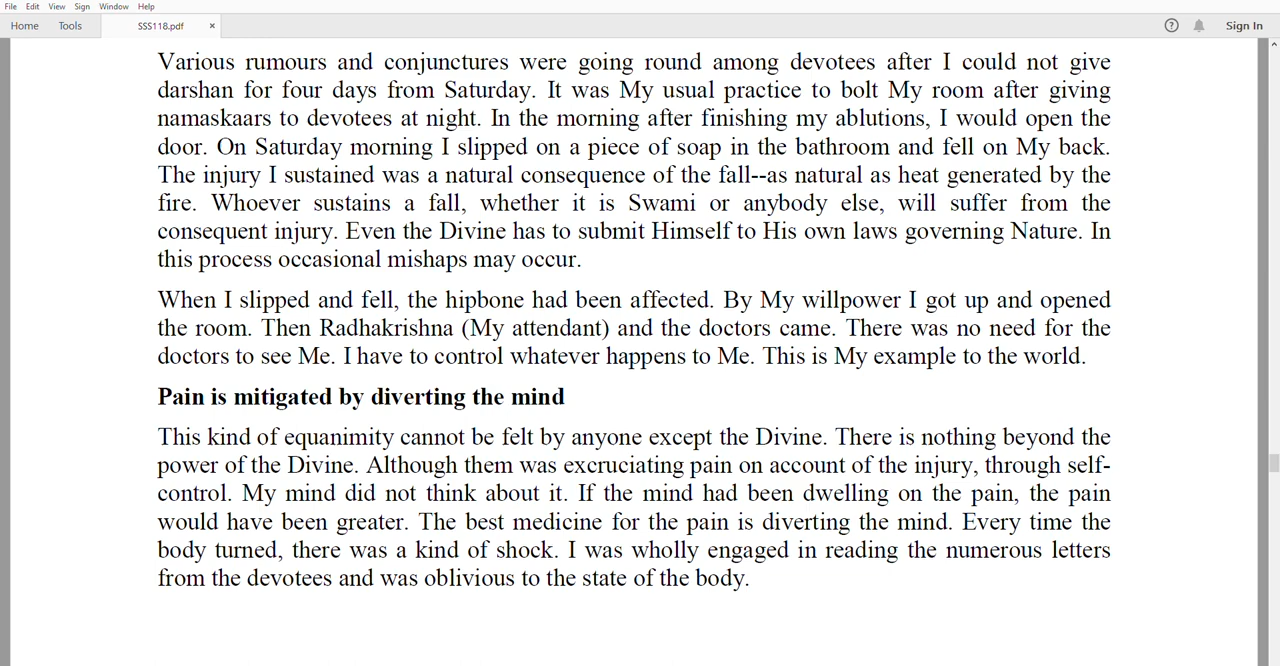 File Edit View Sign Window Help
Home Tools SSS118.pdf × ? Sign In
Various rumours and conjunctures were going round among devotees after I could not give
darshan for four days from Saturday. It was My usual practice to bolt My room after giving
namaskaars to devotees at night. In the morning after finishing my ablutions, I would open the
door. On Saturday morning I slipped on a piece of soap in the bathroom and fell on My back.
The injury I sustained was a natural consequence of the fall--as natural as heat generated by the
fire. Whoever sustains a fall, whether it is Swami or anybody else, will suffer from the
consequent injury. Even the Divine has to submit Himself to His own laws governing Nature. In
this process occasional mishaps may occur.
When I slipped and fell, the hipbone had been affected. By My willpower I got up and opened
the room. Then Radhakrishna (My attendant) and the doctors came. There was no need for the
doctors to see Me. I have to control whatever happens to Me. This is My example to the world.
Pain is mitigated by diverting the mind
This kind of equanimity cannot be felt by anyone except the Divine. There is nothing beyond the
power of the Divine. Although them was excruciating pain on account of the injury, through self-
control. My mind did not think about it. If the mind had been dwelling on the pain, the pain
would have been greater. The best medicine for the pain is diverting the mind. Every time the
body turned, there was a kind of shock. I was wholly engaged in reading the numerous letters
from the devotees and was oblivious to the state of the body.